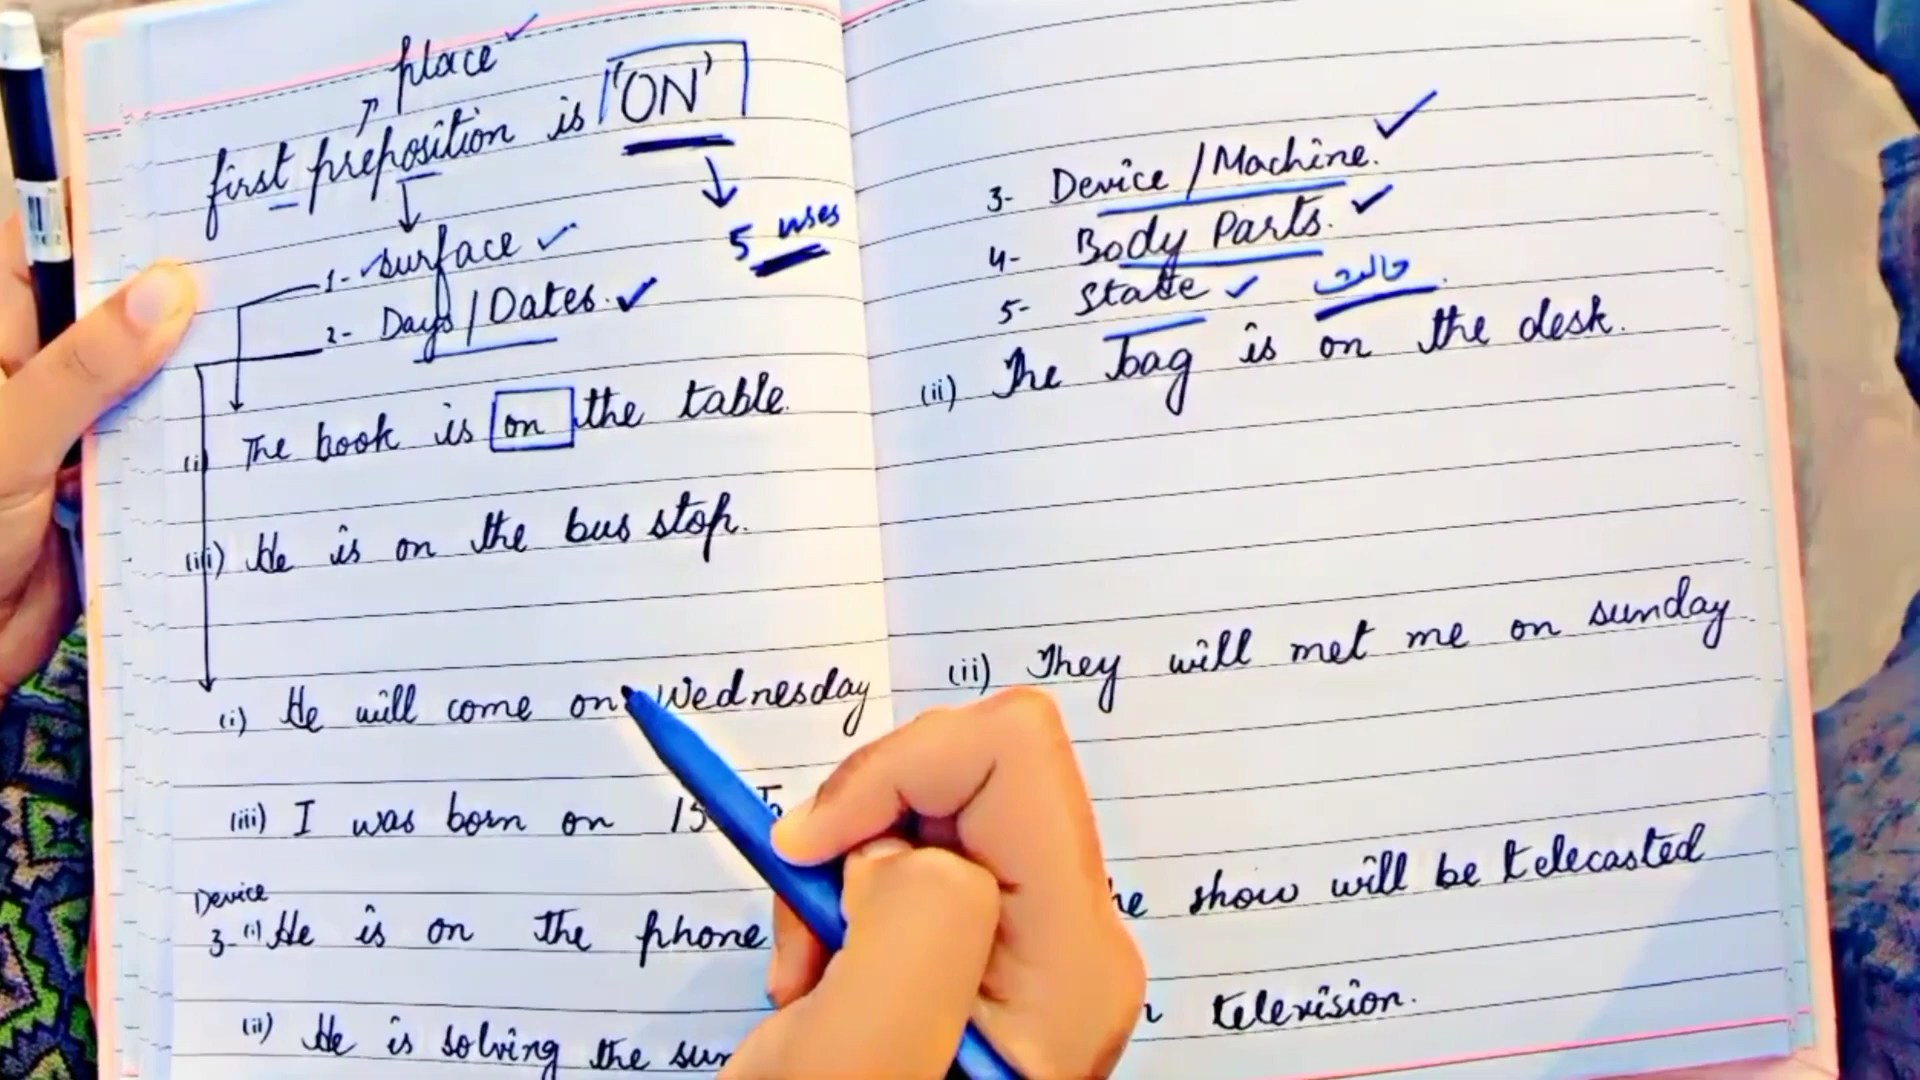 place
first preposition is 'ON'
5 uses
1- surface
2- Days/Dates.
(i) The book is on the table.
(iii) He is on the bus stop.
(i) He will come on Wednesday
(iii) I was born on 15
Device
3- (i) He is on the phone
(ii) He is solving the
3- Device/Machine.
4- Body Parts.
5- State حالت
(ii) The bag is on the desk.
(ii) They will met me on sunday
show will be telecasted
television.